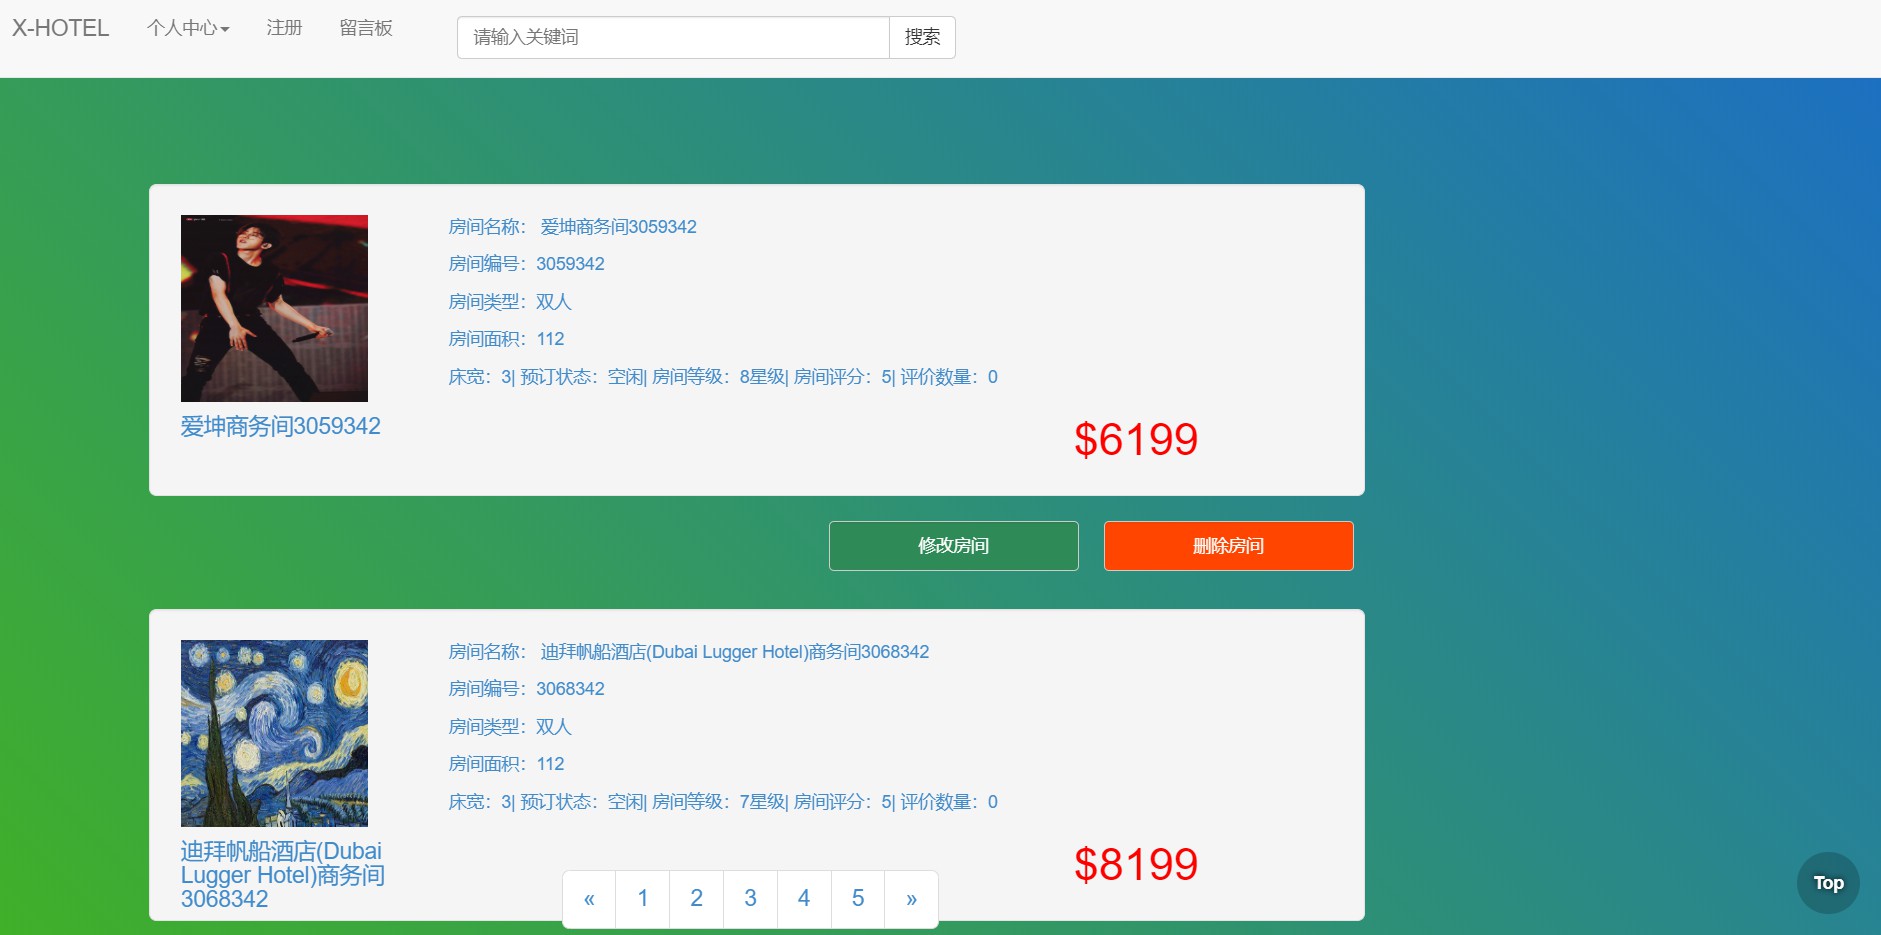 X-HOTEL 个人中心 注册 留言板 请输入关键词 搜索
房间名称： 爱坤商务间3059342
房间编号：3059342
房间类型：双人
房间面积：112
床宽：3| 预订状态：空闲| 房间等级：8星级| 房间评分：5| 评价数量：0
爱坤商务间3059342
$6199
修改房间 删除房间
房间名称： 迪拜帆船酒店(Dubai Lugger Hotel)商务间3068342
房间编号：3068342
房间类型：双人
房间面积：112
床宽：3| 预订状态：空闲| 房间等级：7星级| 房间评分：5| 评价数量：0
迪拜帆船酒店(Dubai
Lugger Hotel)商务间
3068342
$8199
« 1 2 3 4 5 »
Top